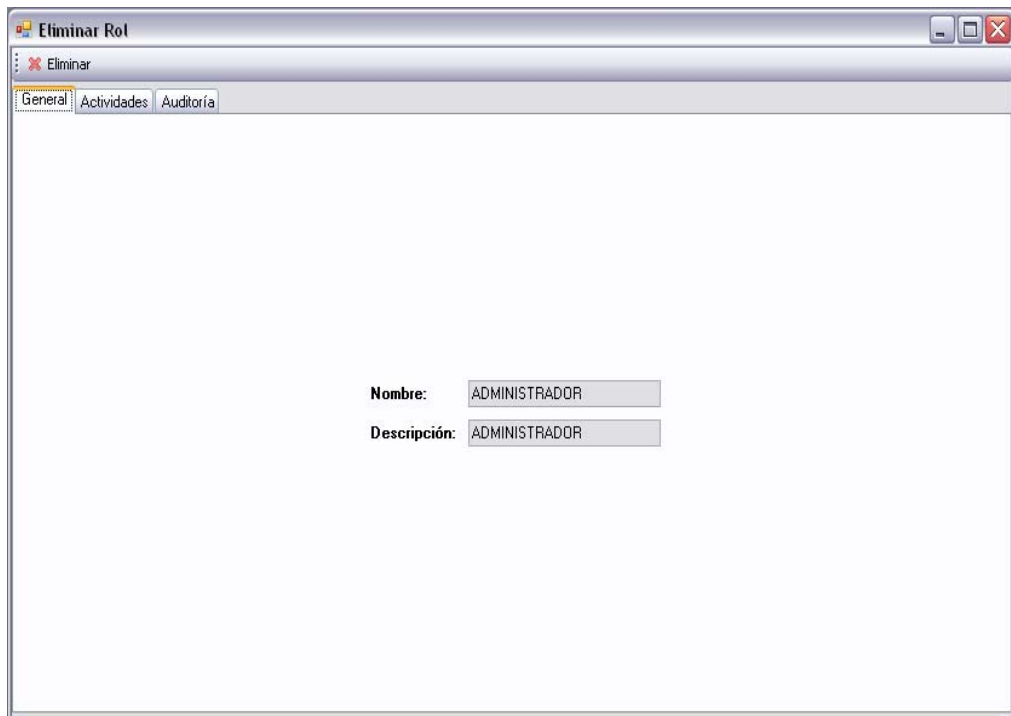 Eliminar Rol
Eliminar
General Actividades Auditoría
Nombre: ADMINISTRADOR
Descripción: ADMINISTRADOR